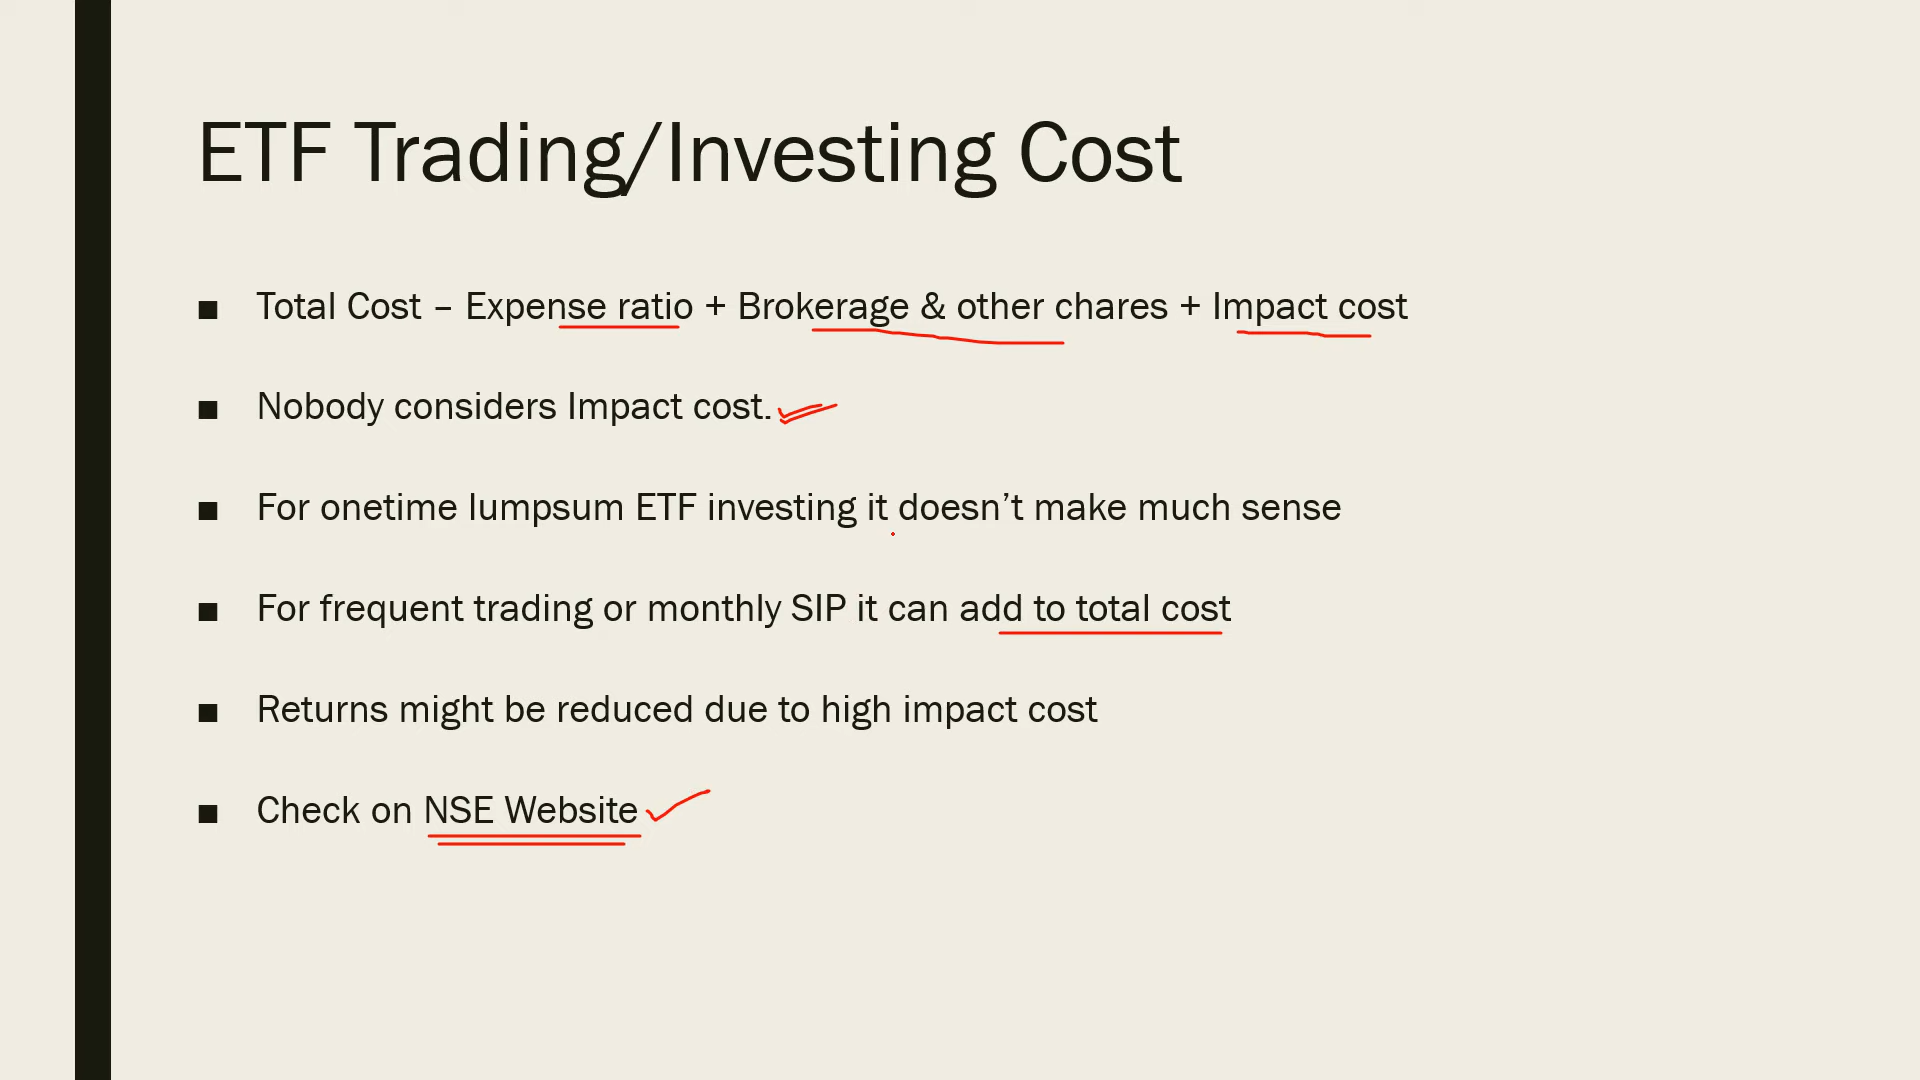 ETF Trading/Investing Cost
■ Total Cost – Expense ratio + Brokerage & other chares + Impact cost
■ Nobody considers Impact cost.
■ For onetime lumpsum ETF investing it doesn’t make much sense
■ For frequent trading or monthly SIP it can add to total cost
■ Returns might be reduced due to high impact cost
■ Check on NSE Website